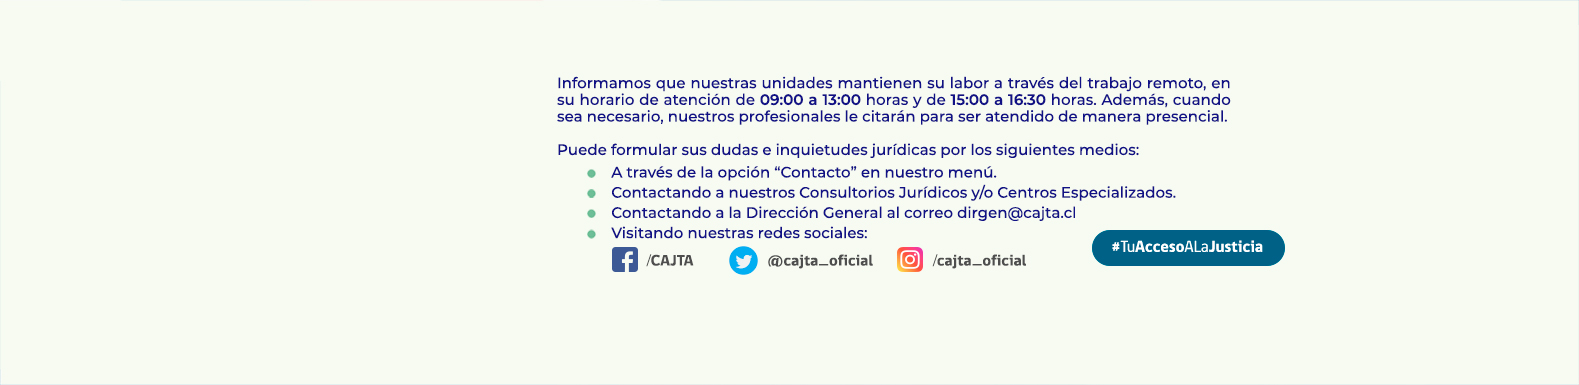 Informamos que nuestras unidades mantienen su labor a través del trabajo remoto, en
su horario de atención de 09:00 a 13:00 horas y de 15:00 a 16:30 horas. Además, cuando
sea necesario, nuestros profesionales le citarán para ser atendido de manera presencial.
Puede formular sus dudas e inquietudes jurídicas por los siguientes medios:
A través de la opción “Contacto” en nuestro menú.
Contactando a nuestros Consultorios Jurídicos y/o Centros Especializados.
Contactando a la Dirección General al correo dirgen@cajta.cl
Visitando nuestras redes sociales:
#TuAccesoALaJusticia
/CAJTA @cajta_oficial /cajta_oficial